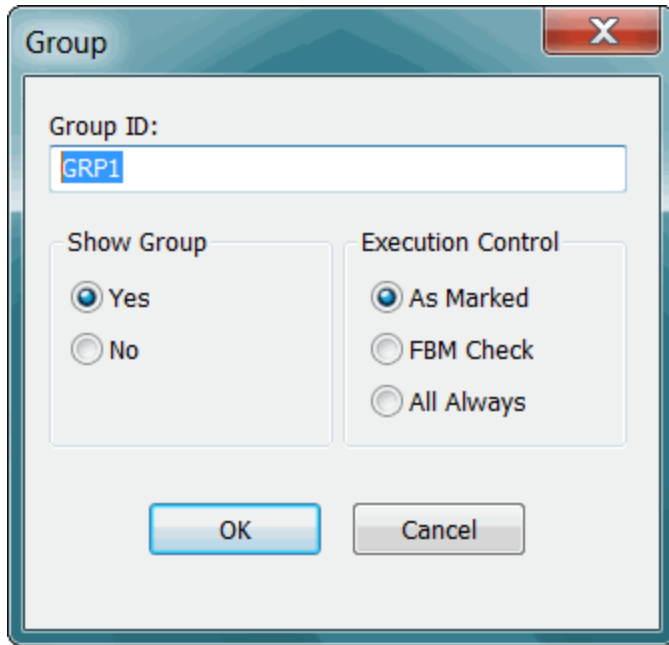 Group
Group ID:
GRP1
Show Group
Yes
No
Execution Control
As Marked
FBM Check
All Always
OK
Cancel